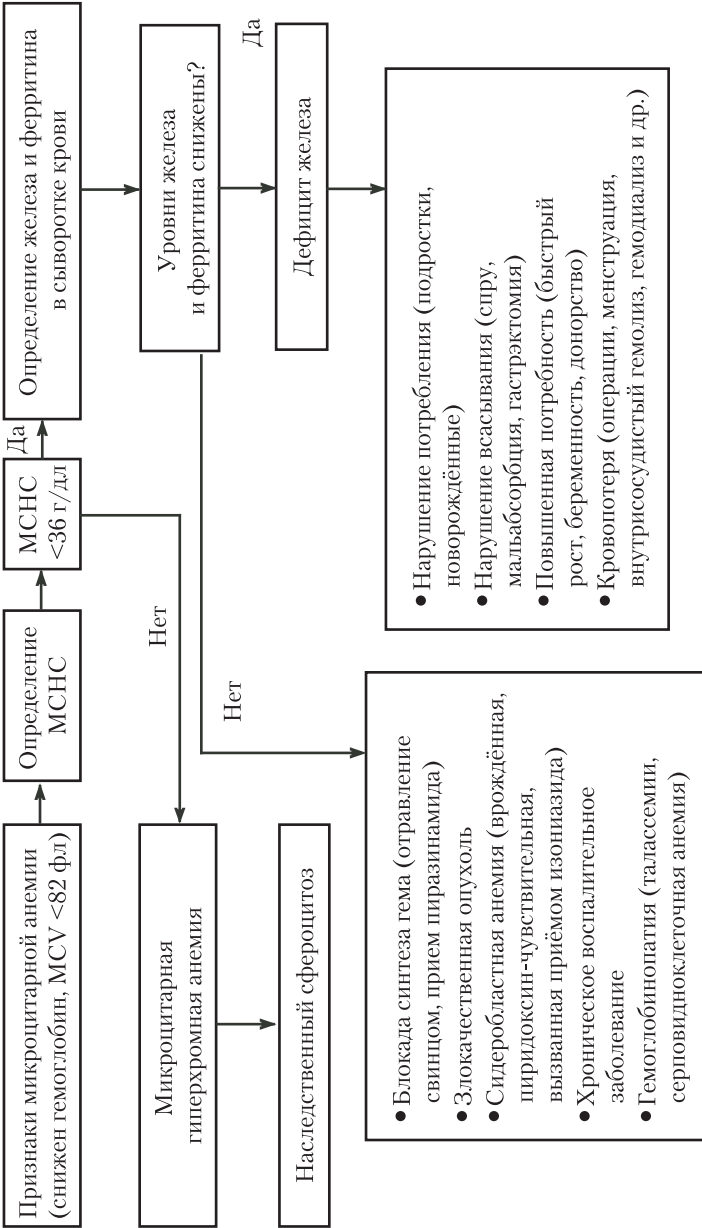 Признаки микроцитарной анемии
(снижен гемоглобин, MCV <82 фл)
Определение
МСНС
МСНС
<36 г/дл
Да
Определение железа и ферритина
в сыворотке крови
Нет
Микроцитарная
гиперхромная анемия
Уровни железа
и ферритина снижены?
Нет
Да
Наследственный сфероцитоз
Дефицит железа
• Блокада синтеза гема (отравление
свинцом, прием пиразинамида)
• Злокачественная опухоль
• Сидеробластная анемия (врождённая,
пиридоксин-чувствительная,
вызванная приёмом изониазида)
• Хроническое воспалительное
заболевание
• Гемоглобинопатия (талассемии,
серповидноклеточная анемия)
• Нарушение потребления (подростки,
новорождённые)
• Нарушение всасывания (спру,
мальабсорбция, гастрэктомия)
• Повышенная потребность (быстрый
рост, беременность, донорство)
• Кровопотеря (операции, менструация,
внутрисосудистый гемолиз, гемодиализ и др.)